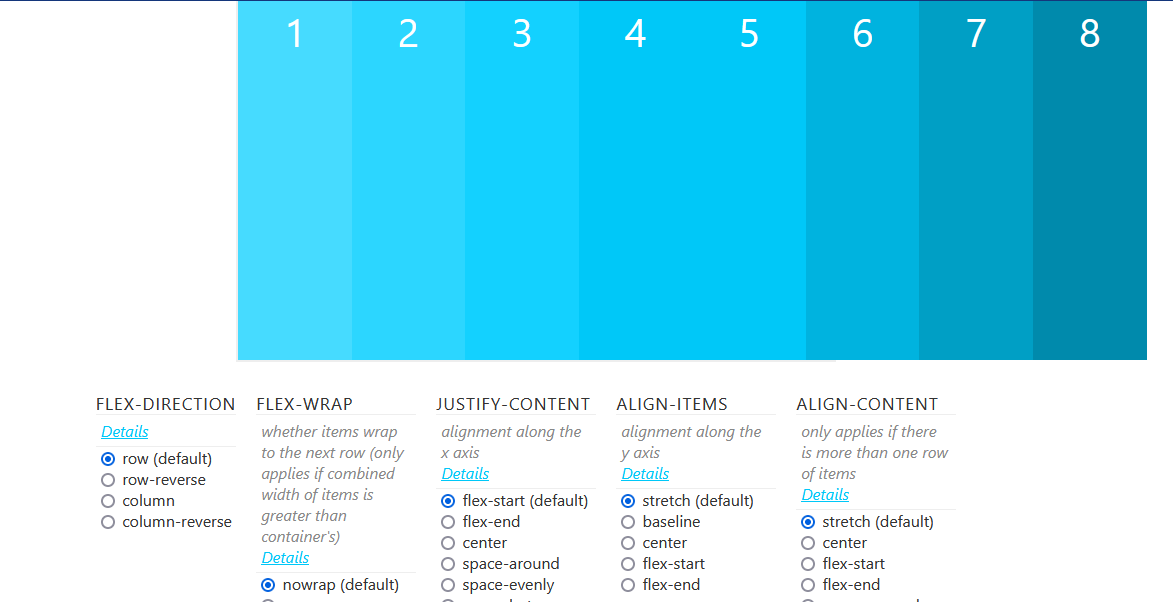 1 2 3 4 5 6 7 8
FLEX-DIRECTION
Details
row (default)
row-reverse
column
column-reverse
FLEX-WRAP
whether items wrap
to the next row (only
applies if combined
width of items is
greater than
container's)
Details
nowrap (default)
JUSTIFY-CONTENT
alignment along the
x axis
Details
flex-start (default)
flex-end
center
space-around
space-evenly
ALIGN-ITEMS
alignment along the
y axis
Details
stretch (default)
baseline
center
flex-start
flex-end
ALIGN-CONTENT
only applies if there
is more than one row
of items
Details
stretch (default)
center
flex-start
flex-end